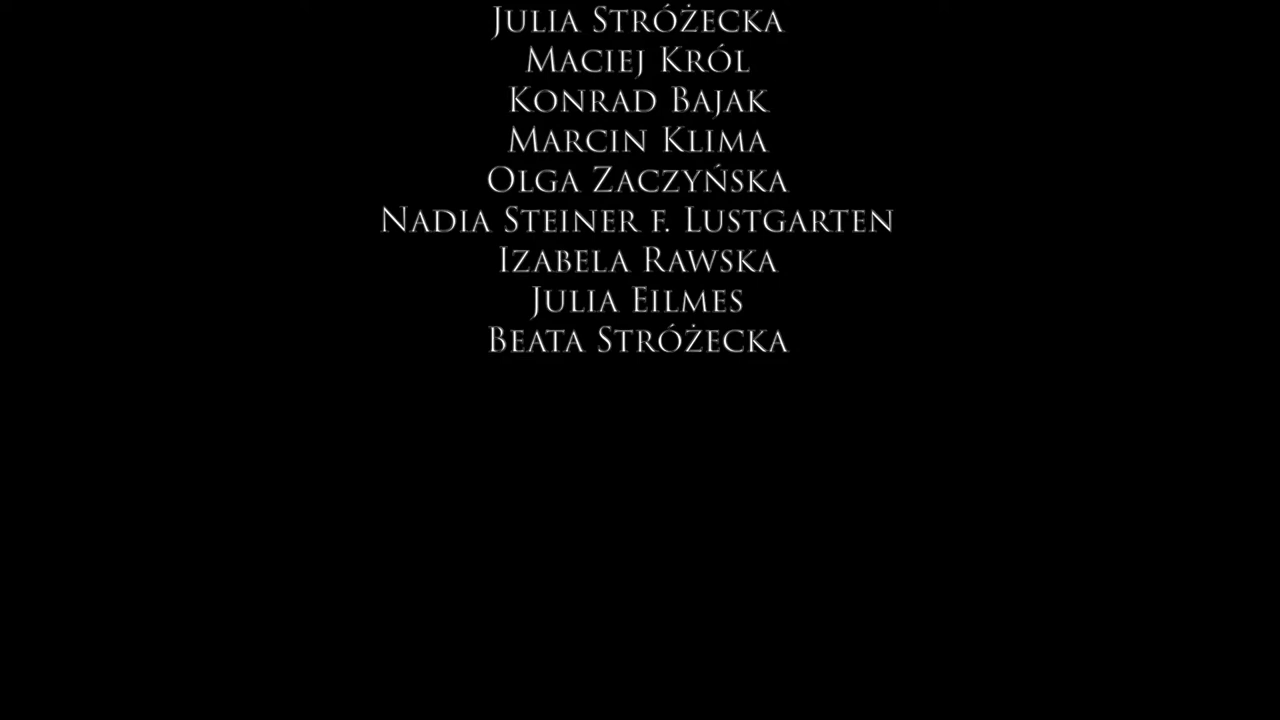 Julia Stróżecka
Maciej Król
Konrad Bajak
Marcin Klima
Olga Zaczyńska
Nadia Steiner f. Lustgarten
Izabela Rawska
Julia Eilmes
Beata Stróżecka